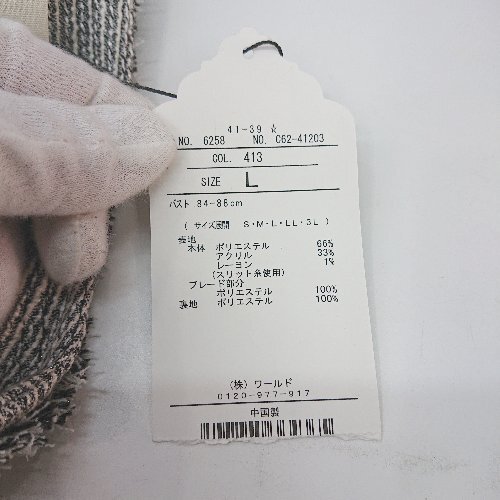 41-39 ☆
NO. 6258 NO. C62-41203
COL. 413
SIZE L
バスト 84-88cm
( サイズ展開 S・M・L・LL・3L )
表地
本体 ポリエステル 66%
アクリル 33%
レーヨン 1%
(スリット糸使用)
ブレード部分
ポリエステル 100%
裏地 ポリエステル 100%
(株)ワールド
0120-977-917
中国製